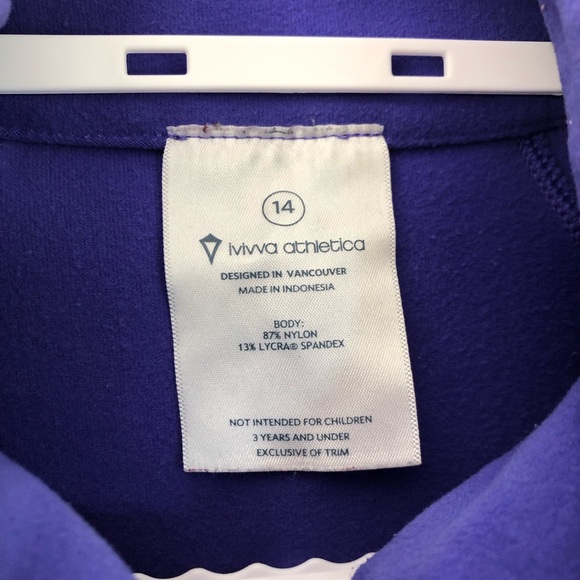 14
ivivva athletica
DESIGNED IN VANCOUVER
MADE IN INDONESIA
BODY:
87% NYLON
13% LYCRA® SPANDEX
NOT INTENDED FOR CHILDREN
3 YEARS AND UNDER
EXCLUSIVE OF TRIM